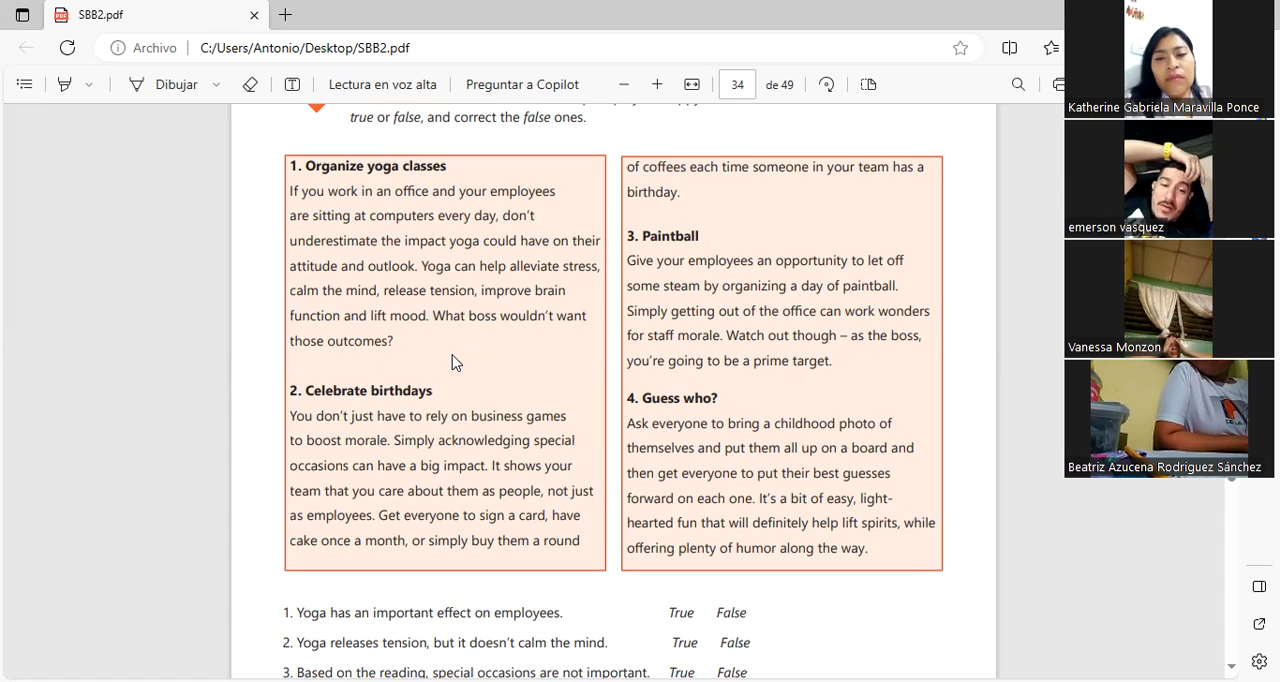 SBB2.pdf
Archivo
C:/Users/Antonio/Desktop/SBB2.pdf
Dibujar
Lectura en voz alta
Preguntar a Copilot
34
de 49
true or false, and correct the false ones.
1. Organize yoga classes
If you work in an office and your employees
are sitting at computers every day, don't
underestimate the impact yoga could have on their
attitude and outlook. Yoga can help alleviate stress,
calm the mind, release tension, improve brain
function and lift mood. What boss wouldn't want
those outcomes?
2. Celebrate birthdays
You don't just have to rely on business games
to boost morale. Simply acknowledging special
occasions can have a big impact. It shows your
team that you care about them as people, not just
as employees. Get everyone to sign a card, have
cake once a month, or simply buy them a round
of coffees each time someone in your team has a
birthday.
3. Paintball
Give your employees an opportunity to let off
some steam by organizing a day of paintball.
Simply getting out of the office can work wonders
for staff morale. Watch out though – as the boss,
you're going to be a prime target.
4. Guess who?
Ask everyone to bring a childhood photo of
themselves and put them all up on a board and
then get everyone to put their best guesses
forward on each one. It's a bit of easy, light-
hearted fun that will definitely help lift spirits, while
offering plenty of humor along the way.
1. Yoga has an important effect on employees. True False
2. Yoga releases tension, but it doesn't calm the mind. True False
3. Based on the reading, special occasions are not important. True False
Katherine Gabriela Maravilla Ponce
emerson vasquez
Vanessa Monzon
Beatriz Azucena Rodriguez Sánchez